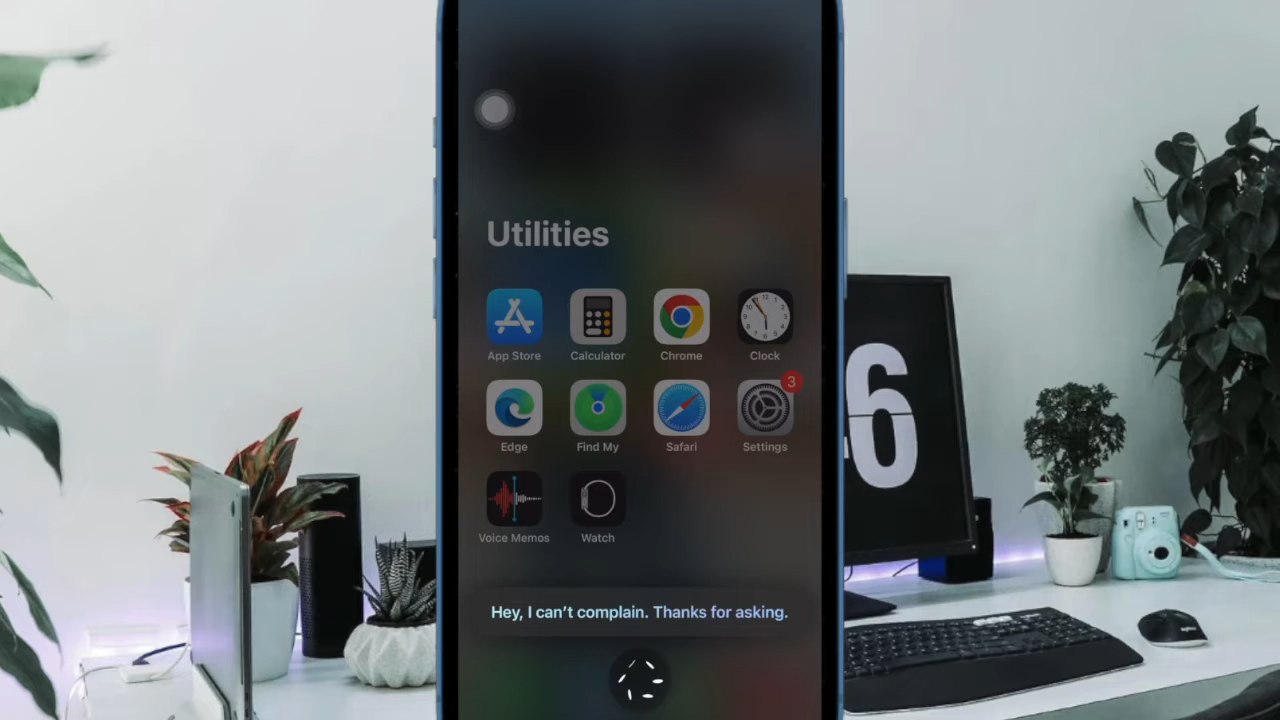 Utilities
App Store
Calculator
Chrome
Clock
3
Edge
Find My
Safari
Settings
Voice Memos
Watch
Hey, I can’t complain. Thanks for asking.
6